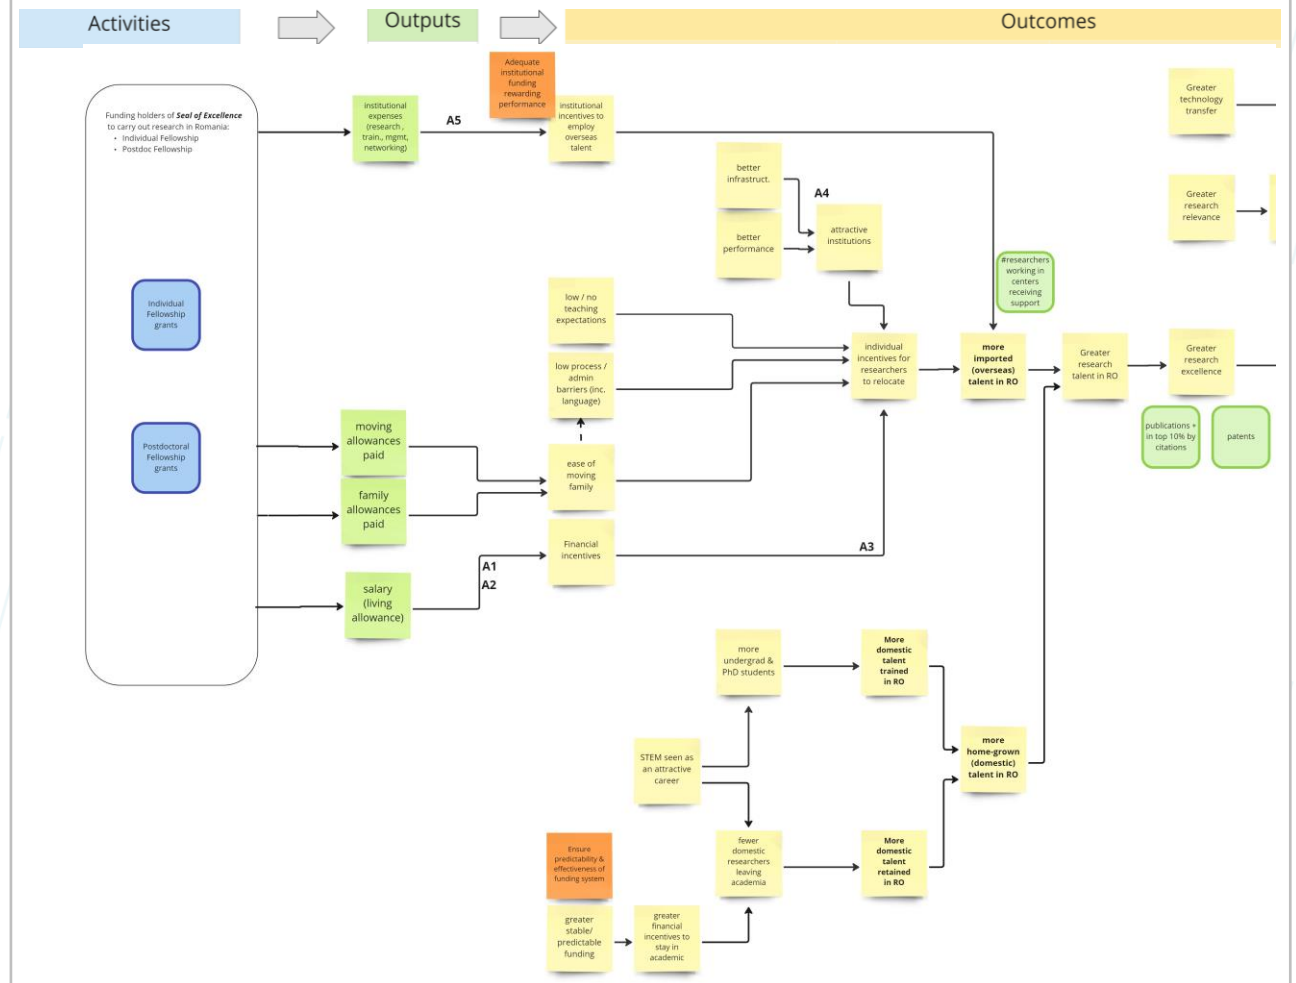 Activities
Outputs
Outcomes
Funding holders of Seal of Excellence
to carry out research in Romania:
• Individual Fellowship
• Postdoc Fellowship
Individual
Fellowship
grants
Postdoctoral
Fellowship
grants
institutional
expenses
(research ,
train., mgmt,
networking)
A5
Adequate
institutional
funding
rewarding
performance
institutional
incentives to
employ
overseas
talent
better
infrastruct.
better
performance
A4
attractive
institutions
Greater
technology
transfer
Greater
research
relevance
#researchers
working in
centers
receiving
support
low / no
teaching
expectations
low process /
admin
barriers (inc.
language)
individual
incentives for
researchers
to relocate
more
imported
(overseas)
talent in RO
Greater
research
talent in RO
Greater
research
excellence
publications +
in top 10% by
citations
patents
moving
allowances
paid
family
allowances
paid
ease of
moving
family
salary
(living
allowance)
A1
A2
Financial
incentives
A3
more
undergrad &
PhD students
More
domestic
talent
trained
in RO
STEM seen as
an attractive
career
more
home-grown
(domestic)
talent in RO
Ensure
predictability &
effectiveness of
funding system
fewer
domestic
researchers
leaving
academia
More
domestic
talent
retained
in RO
greater
stable/
predictable
funding
greater
financial
incentives to
stay in
academic